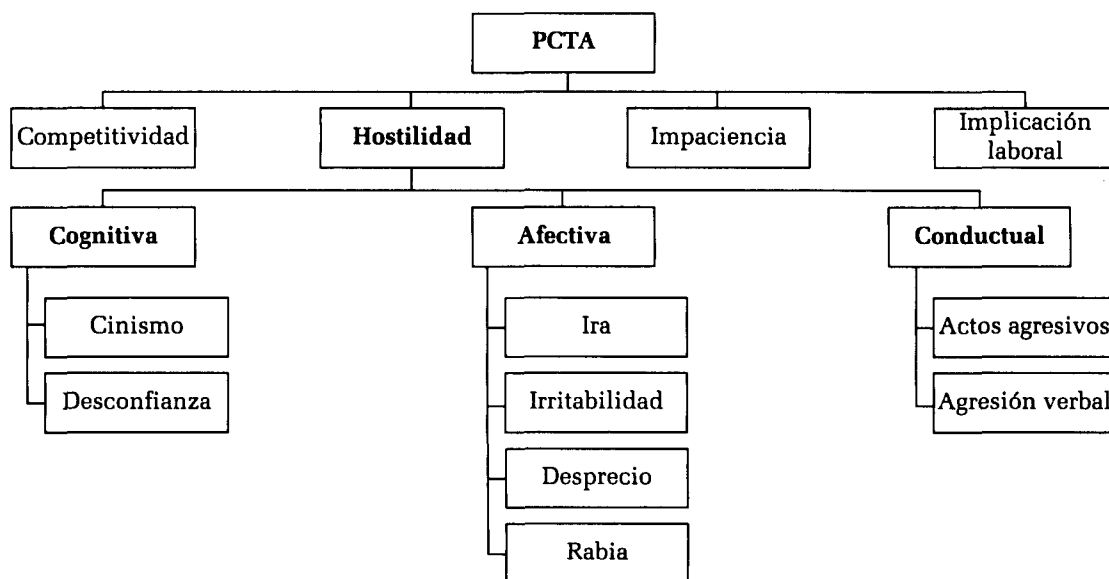 PCTA
Competitividad
Hostilidad
Impaciencia
Implicación
laboral
Cognitiva
Afectiva
Conductual
Cinismo
Desconfianza
Ira
Irritabilidad
Desprecio
Rabia
Actos agresivos
Agresión verbal